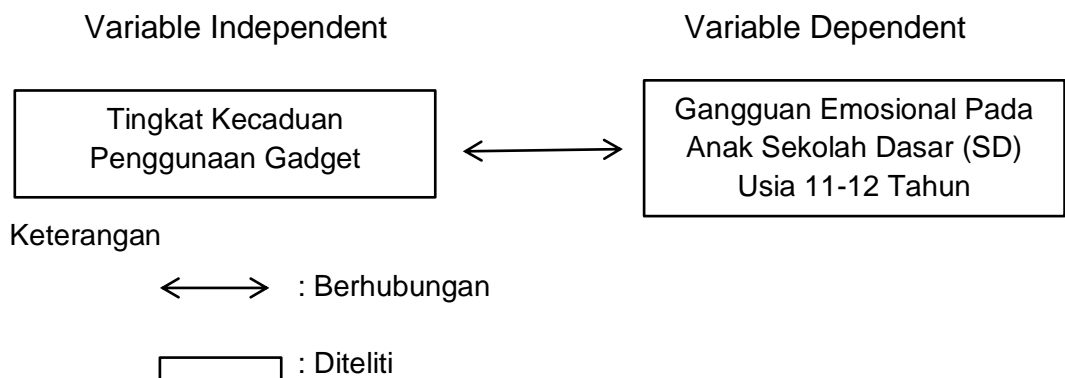 Variable Independent
Variable Dependent
Tingkat Kecaduan
Penggunaan Gadget
Gangguan Emosional Pada
Anak Sekolah Dasar (SD)
Usia 11-12 Tahun
Keterangan
: Berhubungan
: Diteliti